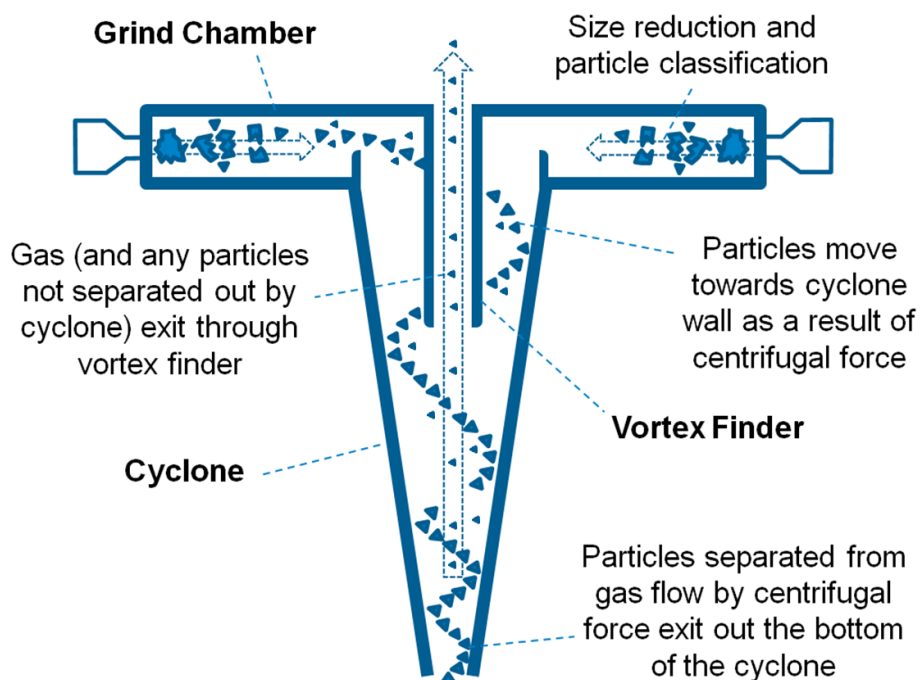 Grind Chamber
Size reduction and
particle classification
Gas (and any particles
not separated out by
cyclone) exit through
vortex finder
Particles move
towards cyclone
wall as a result of
centrifugal force
Vortex Finder
Cyclone
Particles separated from
gas flow by centrifugal
force exit out the bottom
of the cyclone